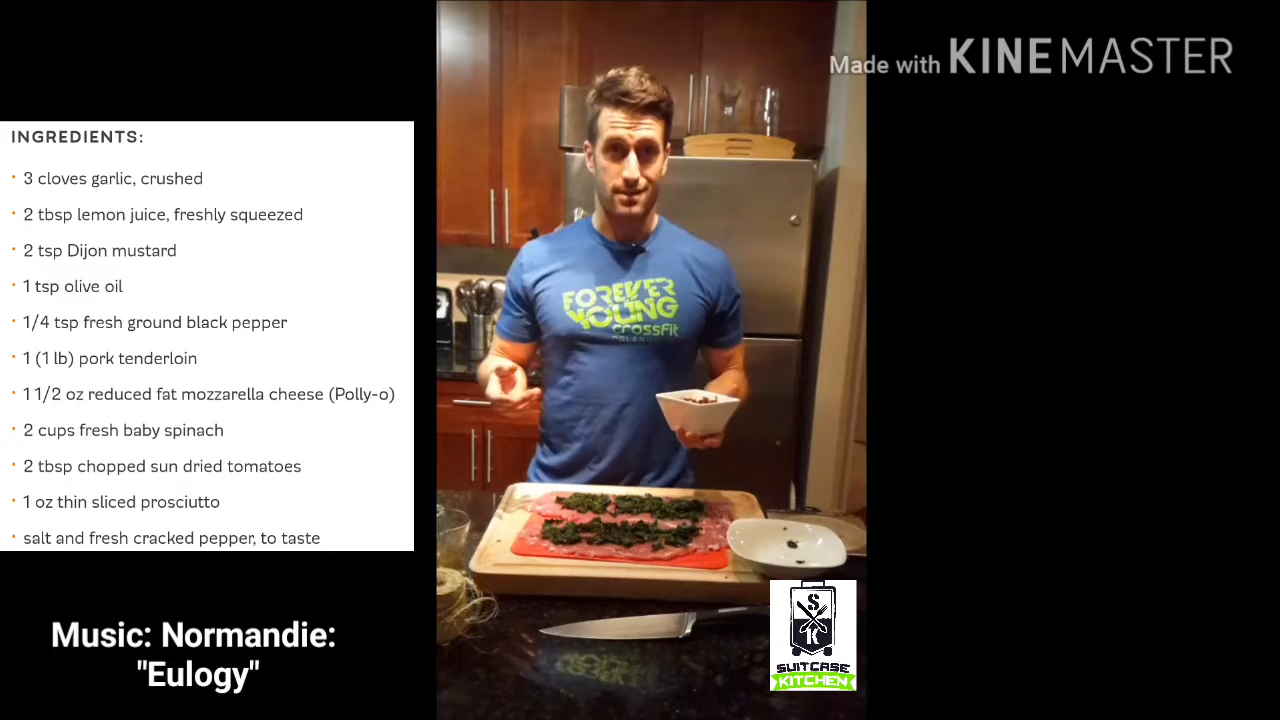 Made with KINEMASTER
INGREDIENTS:
• 3 cloves garlic, crushed
• 2 tbsp lemon juice, freshly squeezed
• 2 tsp Dijon mustard
• 1 tsp olive oil
• 1/4 tsp fresh ground black pepper
• 1 (1 lb) pork tenderloin
• 1 1/2 oz reduced fat mozzarella cheese (Polly-o)
• 2 cups fresh baby spinach
• 2 tbsp chopped sun dried tomatoes
• 1 oz thin sliced prosciutto
• salt and fresh cracked pepper, to taste
FOREVER
YOUNG
crossfit
Music: Normandie:
"Eulogy"
S
K
SUITCASE
KITCHEN